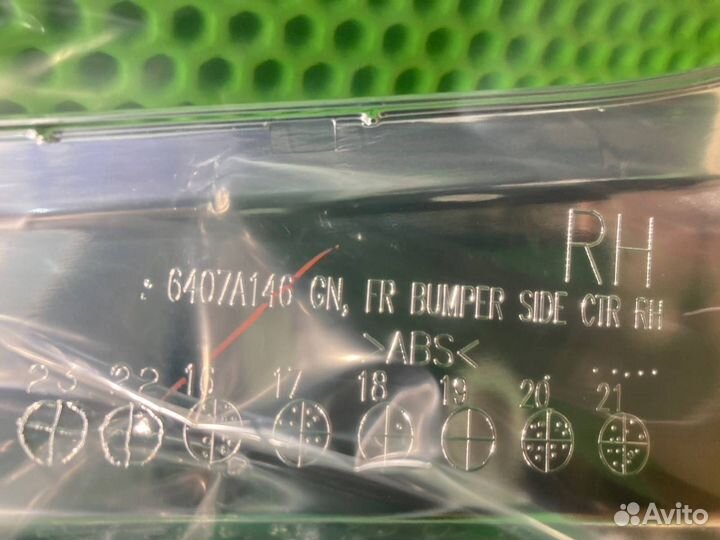 RH
6407A146 GN, FR BUMPER SIDE CTR RH
>ABS<
23 22 16 17 18 19 20 21
Avito